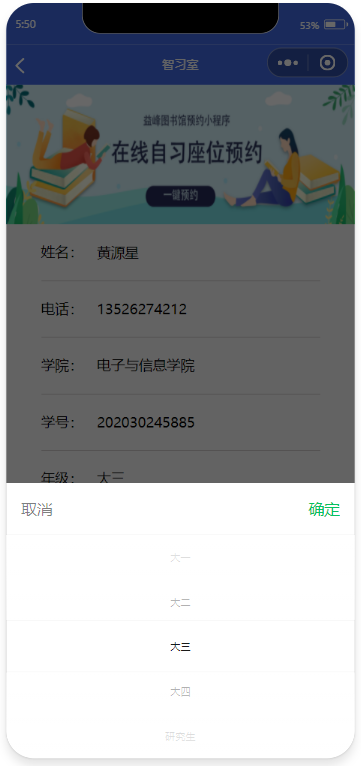 5:50
53%
智习室
益峰图书馆预约小程序
在线自习座位预约
一键预约
姓名： 黄源星
电话： 13526274212
学院： 电子与信息学院
学号： 202030245885
年级： 大三
取消 确定
大一
大二
大三
大四
研究生